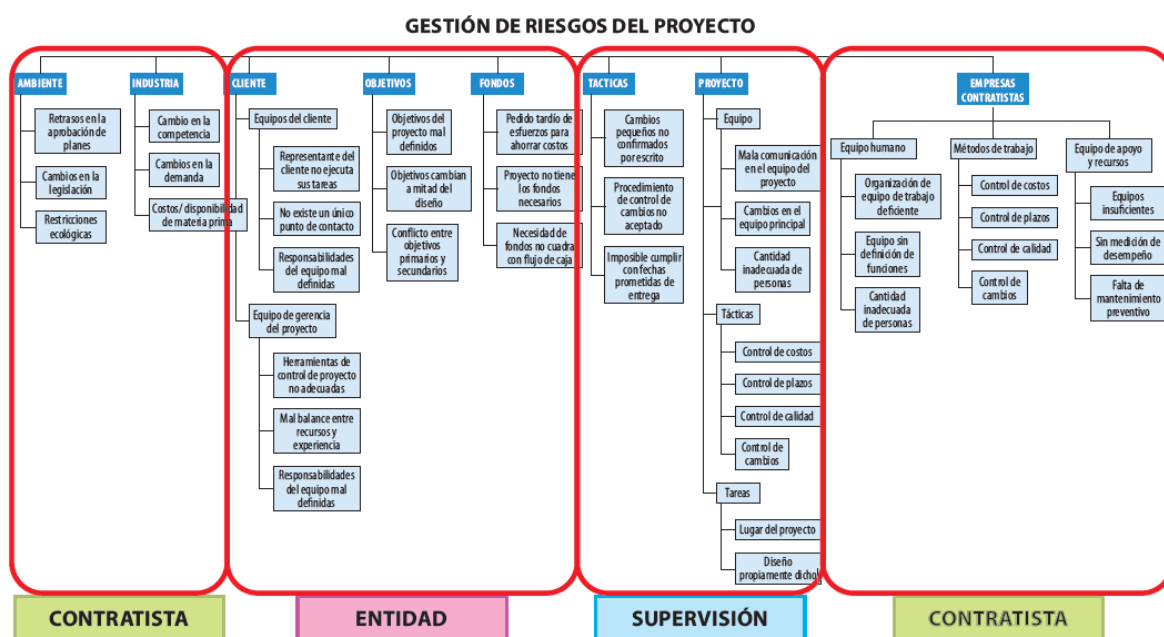 GESTIÓN DE RIESGOS DEL PROYECTO
AMBIENTE
Retrasos en la
aprobación de
planes
Cambios en la
legislación
Restricciones
ecológicas
INDUSTRIA
Cambio en la
competencia
Cambios en la
demanda
Costos/ disponibilidad
de materia prima
CLIENTE
Equipos del cliente
Representante del
cliente no ejecuta
sus tareas
No existe un único
punto de contacto
Responsabilidades
del equipo mal
definidas
Equipo de gerencia
del proyecto
Herramientas de
control de proyecto
no adecuadas
Mal balance entre
recursos y
experiencia
Responsabilidades
del equipo mal
definidas
OBJETIVOS
Objetivos del
proyecto mal
definidos
Objetivos cambian
a mitad del
diseño
Conflicto entre
objetivos
primarios y
secundarios
FONDOS
Pedido tardío de
esfuerzos para
ahorrar costos
Proyecto no tiene
los fondos
necesarios
Necesidad de
fondos no cuadra
con flujo de caja
TACTICAS
Cambios
pequeños no
confirmados
por escrito
Procedimiento
de control de
cambios no
aceptado
Imposible cumplir
con fechas
prometidas de
entrega
PROYECTO
Equipo
Mala comunicación
en el equipo del
proyecto
Cambios en el
equipo principal
Cantidad
inadecuada de
personas
Tácticas
Control de costos
Control de plazos
Control de calidad
Control de
cambios
Tareas
Lugar del proyecto
Diseño
propiamente dicho
EMPRESAS
CONTRATISTAS
Equipo humano
Organización de
equipo de trabajo
deficiente
Equipo sin
definición de
funciones
Cantidad
inadecuada
de personas
Métodos de trabajo
Control de costos
Control de plazos
Control de calidad
Control de
cambios
Equipo de apoyo
y recursos
Equipos
insuficientes
Sin medición de
desempeño
Falta de
mantenimiento
preventivo
CONTRATISTA
ENTIDAD
SUPERVISIÓN
CONTRATISTA